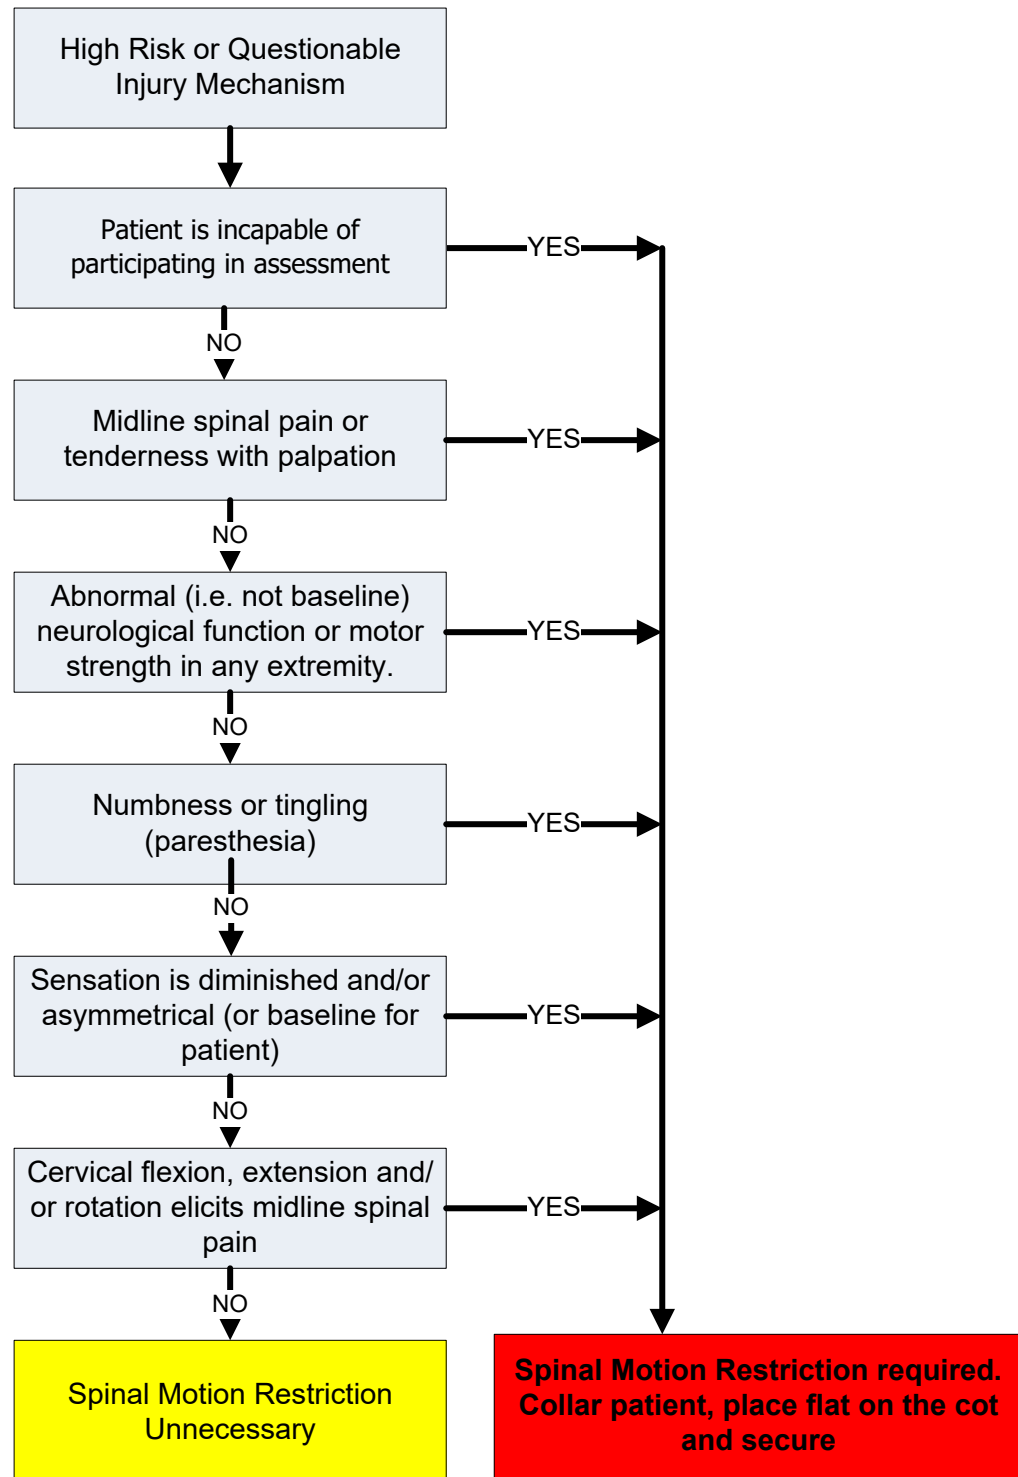 High Risk or Questionable
Injury Mechanism
Patient is incapable of
participating in assessment
YES
NO
Midline spinal pain or
tenderness with palpation
YES
NO
Abnormal (i.e. not baseline)
neurological function or motor
strength in any extremity.
YES
NO
Numbness or tingling
(paresthesia)
YES
NO
Sensation is diminished and/or
asymmetrical (or baseline for
patient)
YES
NO
Cervical flexion, extension and/
or rotation elicits midline spinal
pain
YES
NO
Spinal Motion Restriction
Unnecessary
Spinal Motion Restriction required.
Collar patient, place flat on the cot
and secure